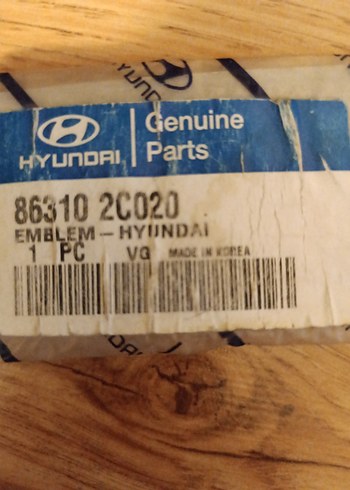 HYUNDAI
Genuine
Parts
86310 2C020
EMBLEM-HYUNDAI
1 PC VG MADE IN KOREA